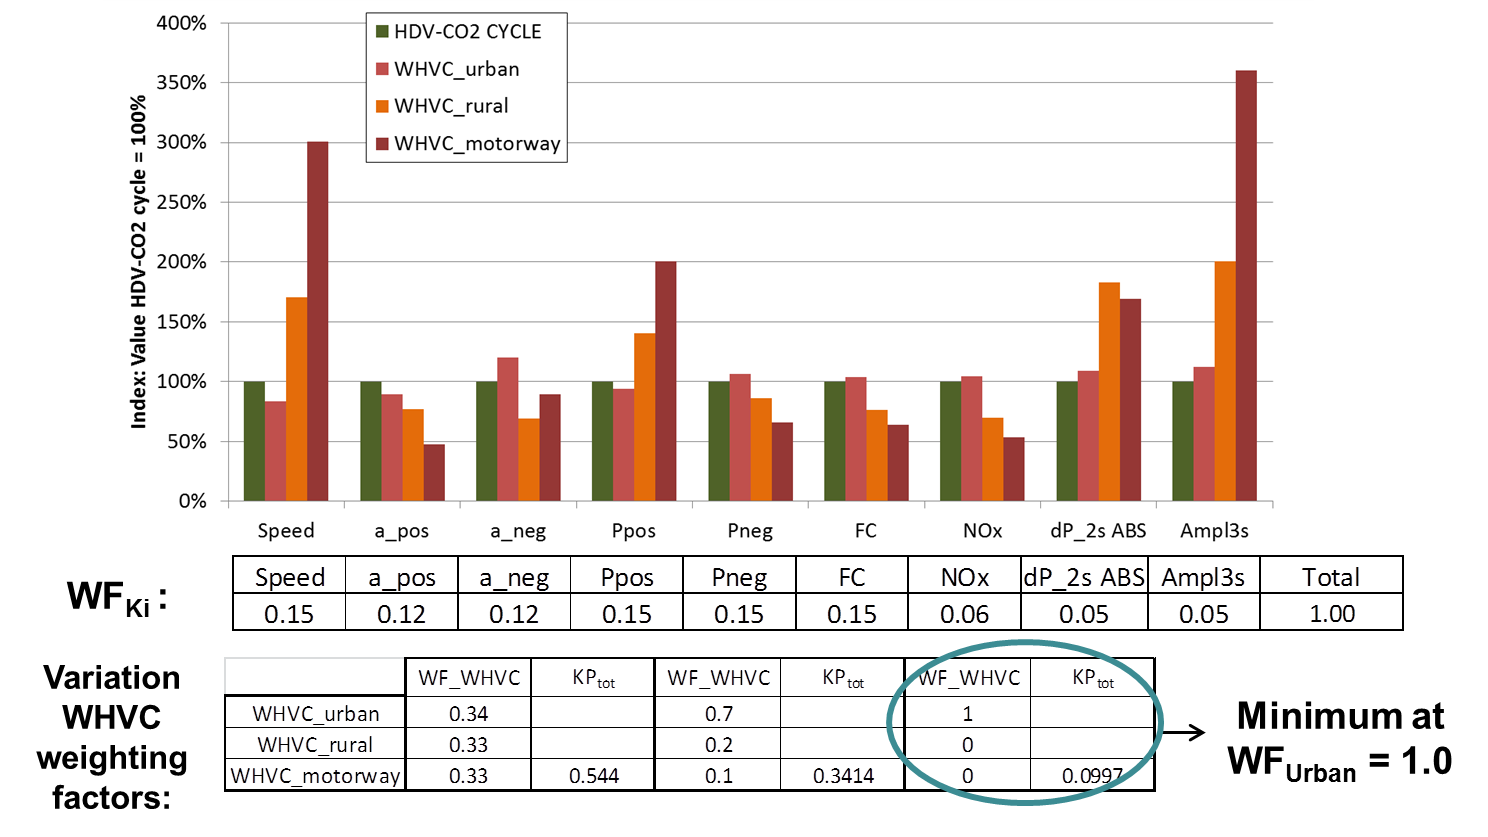 400%
350%
300%
250%
200%
150%
100%
50%
0%
Index: Value HDV-CO2 cycle = 100%
HDV-CO2 CYCLE
WHVC_urban
WHVC_rural
WHVC_motorway
Speed a_pos a_neg Ppos Pneg FC NOx dP_2s ABS Ampl3s
WFKi :
Speed a_pos a_neg Ppos Pneg FC NOx dP_2s ABS Ampl3s Total
0.15 0.12 0.12 0.15 0.15 0.15 0.06 0.05 0.05 1.00
Variation
WHVC
weighting
factors:
WF_WHVC KPtot WF_WHVC KPtot WF_WHVC KPtot
WHVC_urban 0.34 0.7 1
WHVC_rural 0.33 0.2 0
WHVC_motorway 0.33 0.544 0.1 0.3414 0 0.0997
Minimum at
WFUrban = 1.0